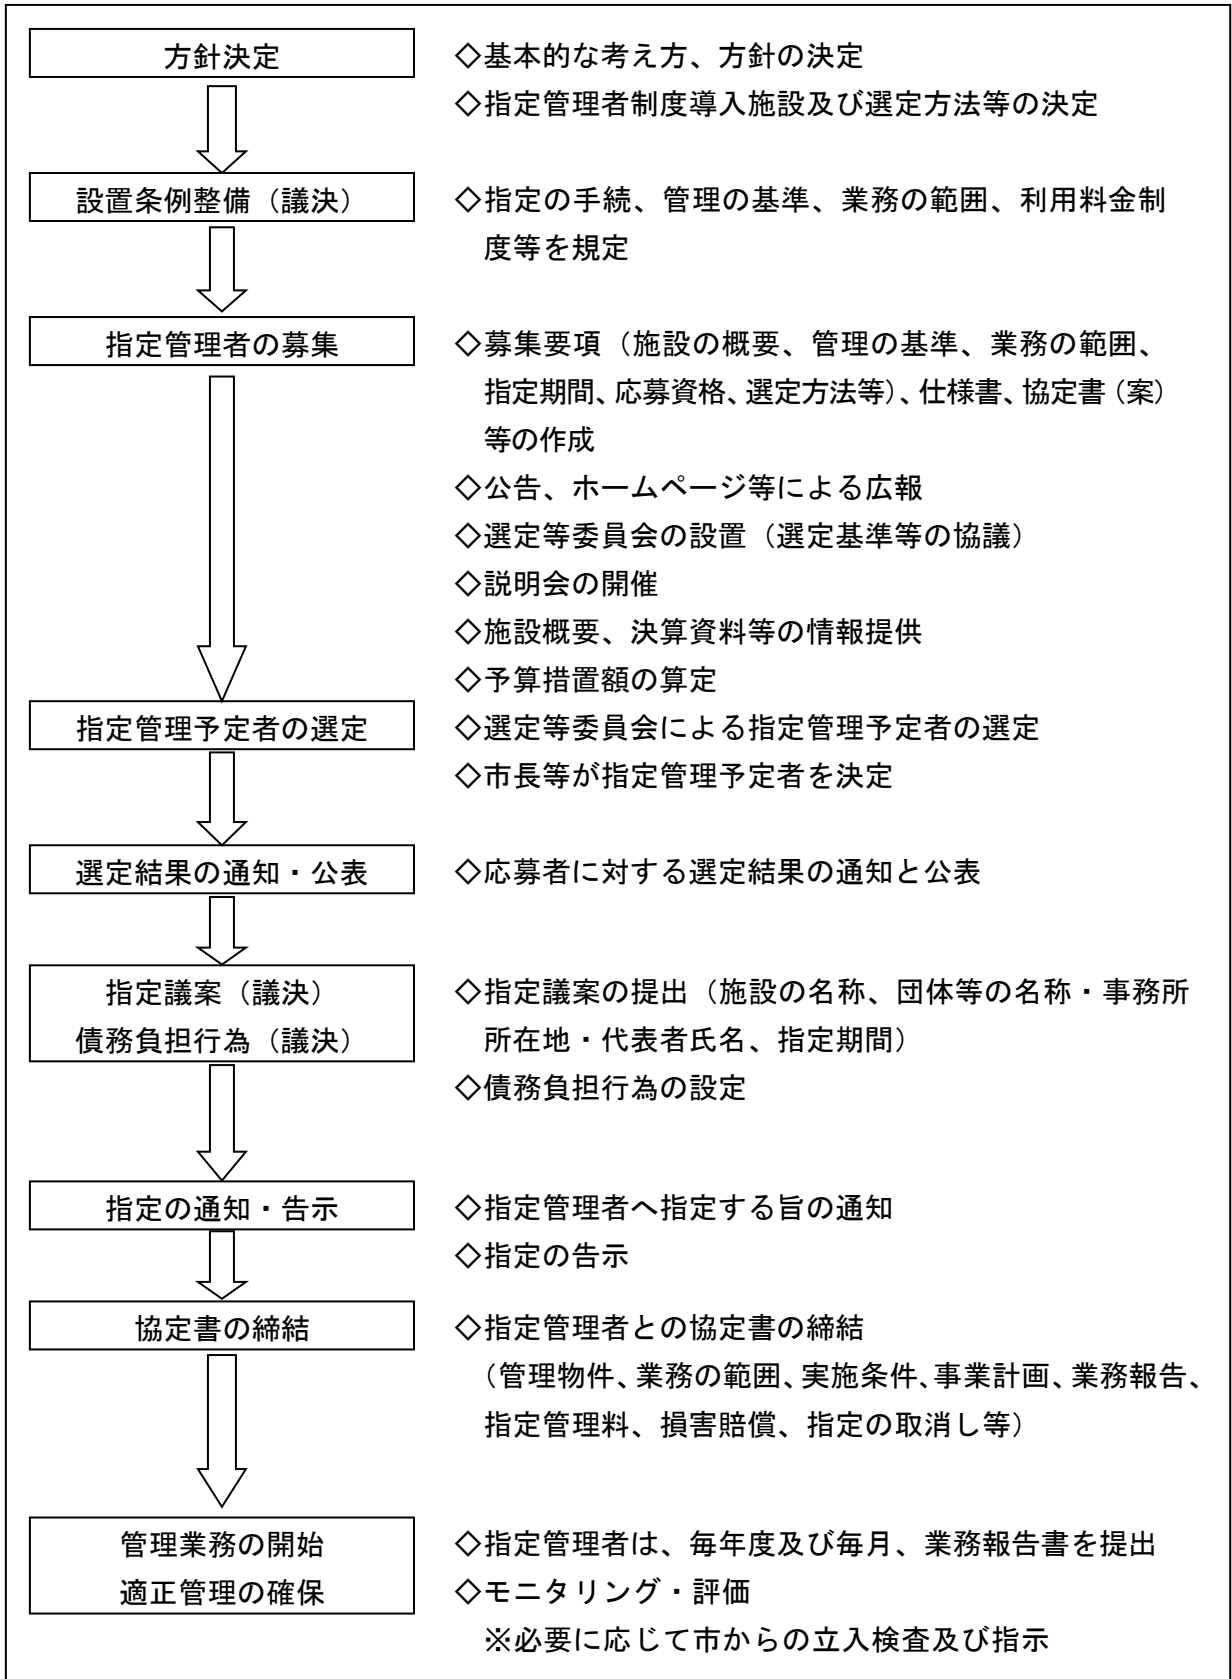 方針決定
◇基本的な考え方、方針の決定
◇指定管理者制度導入施設及び選定方法等の決定
設置条例整備（議決）
◇指定の手続、管理の基準、業務の範囲、利用料金制
度等を規定
指定管理者の募集
◇募集要項（施設の概要、管理の基準、業務の範囲、
指定期間、応募資格、選定方法等）、仕様書、協定書（案）
等の作成
◇公告、ホームページ等による広報
◇選定等委員会の設置（選定基準等の協議）
◇説明会の開催
◇施設概要、決算資料等の情報提供
◇予算措置額の算定
指定管理予定者の選定
◇選定等委員会による指定管理予定者の選定
◇市長等が指定管理予定者を決定
選定結果の通知・公表
◇応募者に対する選定結果の通知と公表
指定議案（議決）
債務負担行為（議決）
◇指定議案の提出（施設の名称、団体等の名称・事務所
所在地・代表者氏名、指定期間）
◇債務負担行為の設定
指定の通知・告示
◇指定管理者へ指定する旨の通知
◇指定の告示
協定書の締結
◇指定管理者との協定書の締結
（管理物件、業務の範囲、実施条件、事業計画、業務報告、
指定管理料、損害賠償、指定の取消し等）
管理業務の開始
適正管理の確保
◇指定管理者は、毎年度及び毎月、業務報告書を提出
◇モニタリング・評価
※必要に応じて市からの立入検査及び指示